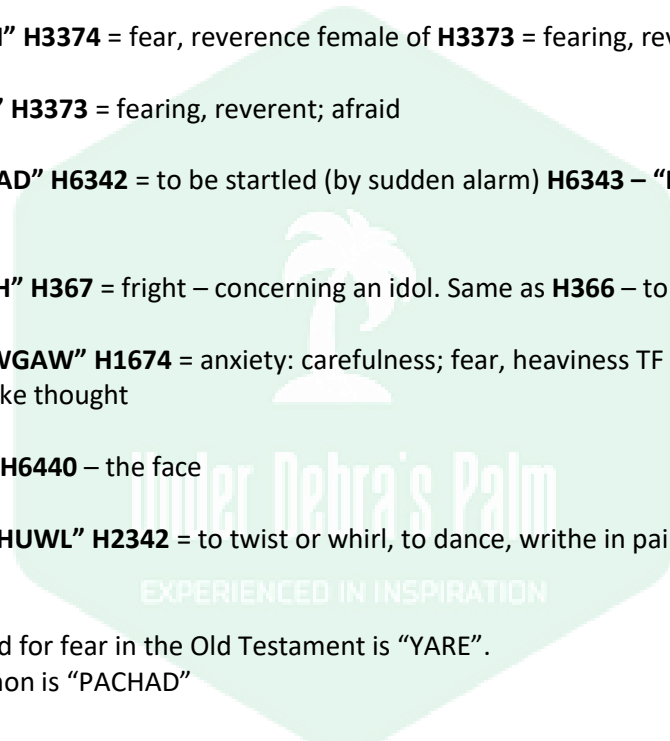 " H3374 = fear, reverence female of H3373 = fearing, rev
" H3373 = fearing, reverent; afraid
AD" H6342 = to be startled (by sudden alarm) H6343 – "
H" H367 = fright – concerning an idol. Same as H366 – to
WGAW" H1674 = anxiety: carefulness; fear, heaviness TF
ke thought
H6440 – the face
HUWL" H2342 = to twist or whirl, to dance, writhe in pai
Under Debra's Palm
EXPERIENCED IN INSPIRATION
d for fear in the Old Testament is "YARE".
non is "PACHAD"